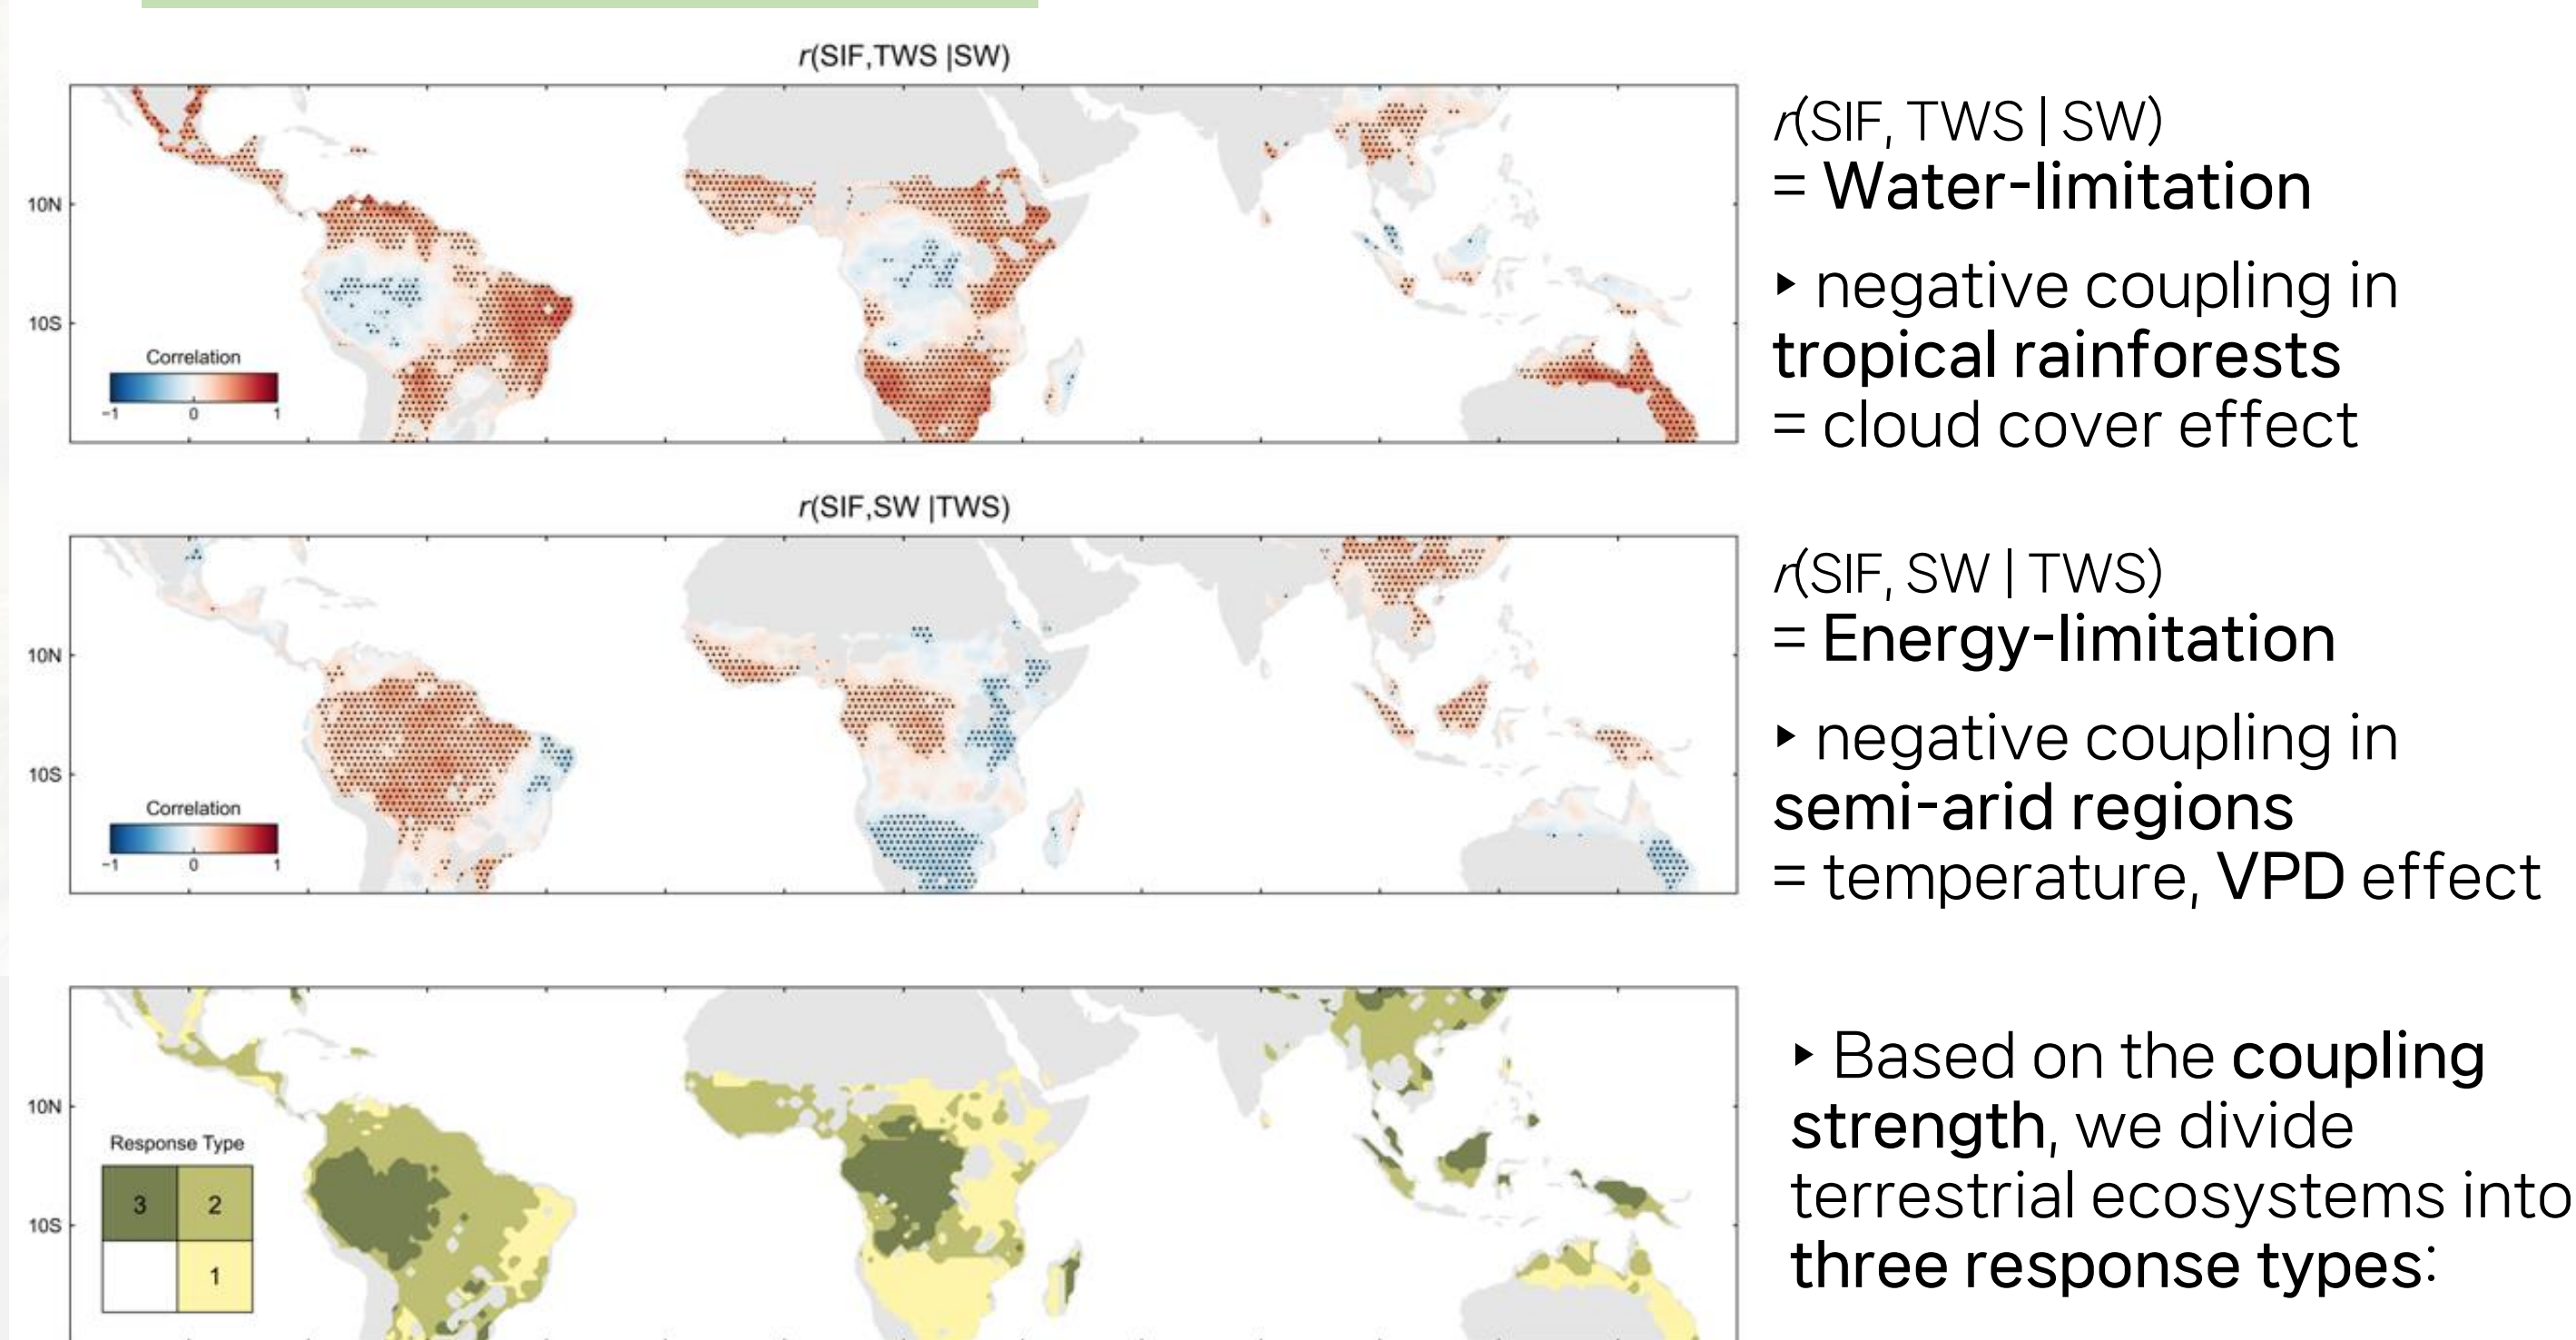 r(SIF,TWS |SW)
10N
10S
Correlation
−1 0 1
r(SIF, TWS | SW)
= Water-limitation
‣ negative coupling in
tropical rainforests
= cloud cover effect
r(SIF,SW |TWS)
10N
10S
Correlation
−1 0 1
r(SIF, SW | TWS)
= Energy-limitation
‣ negative coupling in
semi-arid regions
= temperature, VPD effect
10N
10S
Response Type
3 2
1
‣ Based on the coupling
strength, we divide
terrestrial ecosystems into
three response types: